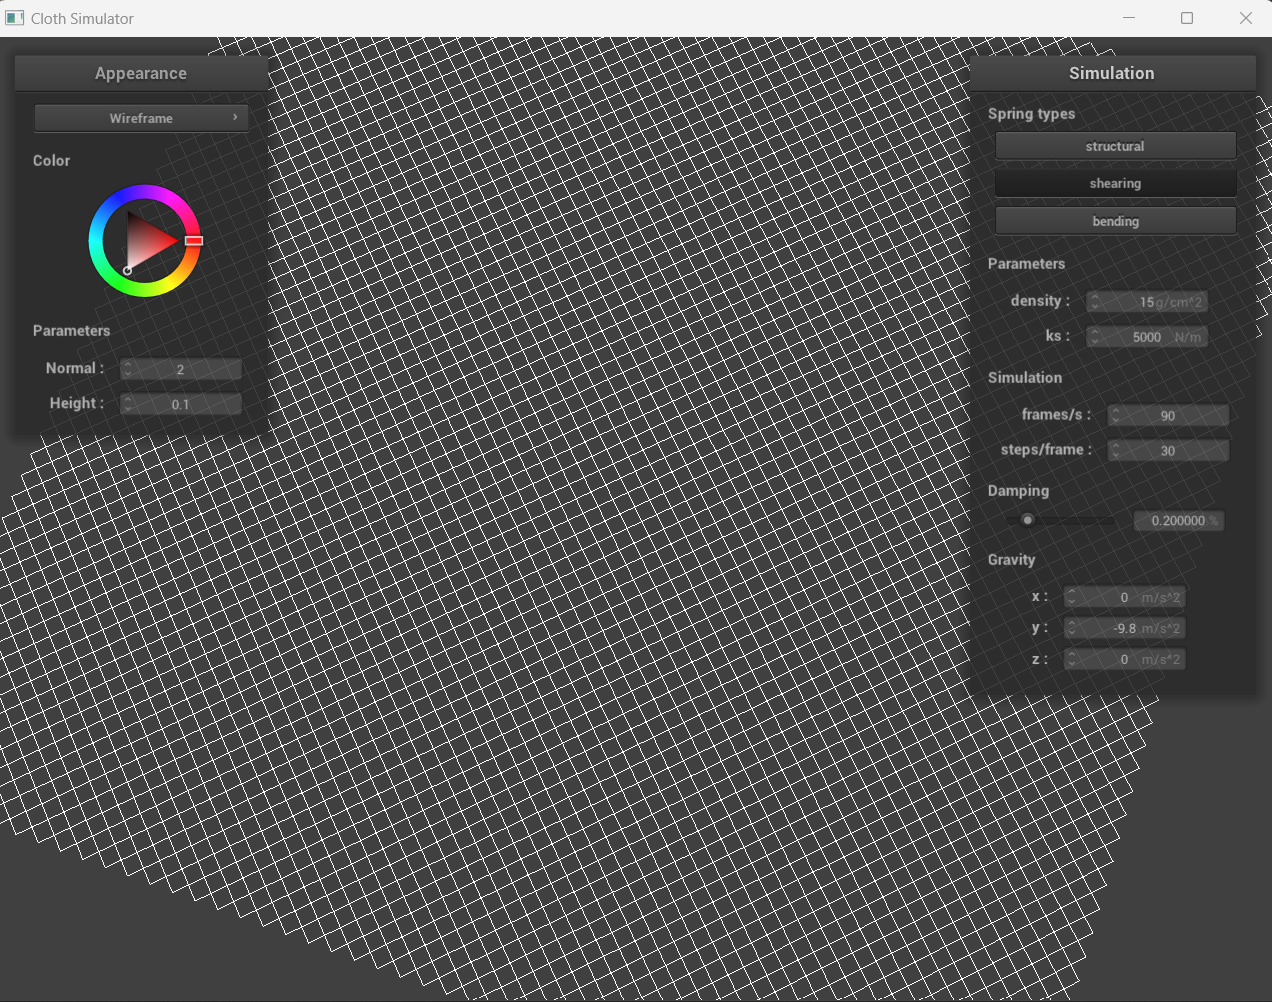 Cloth Simulator
Appearance
Wireframe
Color
Parameters
Normal : 2
Height : 0.1
Simulation
Spring types
structural
shearing
bending
Parameters
density : 15 g/cm^2
ks : 5000 N/m
Simulation
frames/s : 90
steps/frame : 30
Damping
0.200000 %
Gravity
x : 0 m/s^2
y : -9.8 m/s^2
z : 0 m/s^2